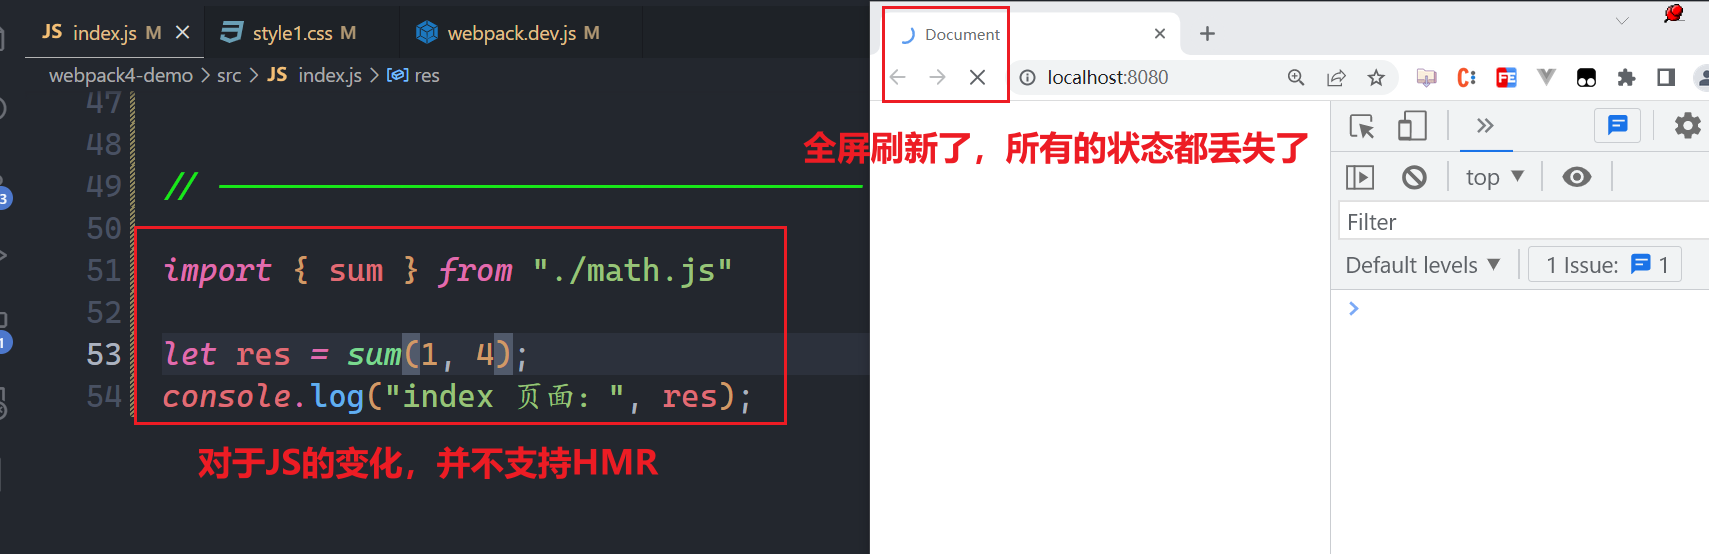 JS index.js M
style1.css M
webpack.dev.js M
webpack4-demo > src > JS index.js > res
47
48
49 // ————————————————————
50
51 import { sum } from "./math.js"
52
53 let res = sum(1, 4);
54 console.log("index 页面: ", res);
对于JS的变化，并不支持HMR
3
1
Document
localhost:8080
全屏刷新了，所有的状态都丢失了
top ▼
Filter
Default levels ▼
1 Issue: 1